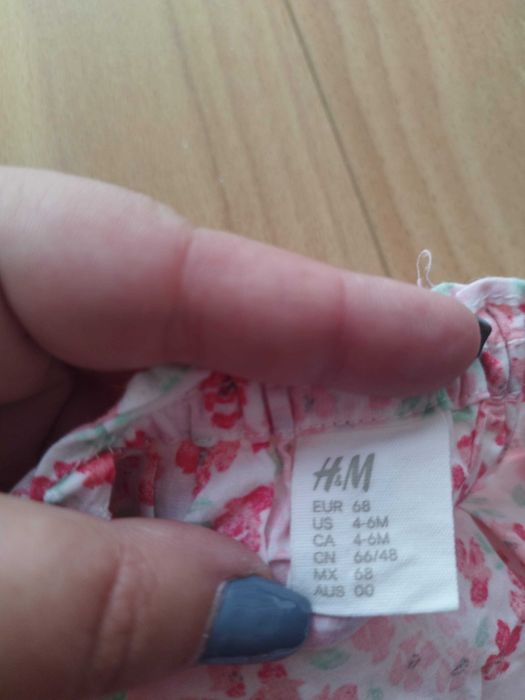 H&M
EUR 68
US 4-6M
CA 4-6M
CN 66/48
MX 68
AUS 00